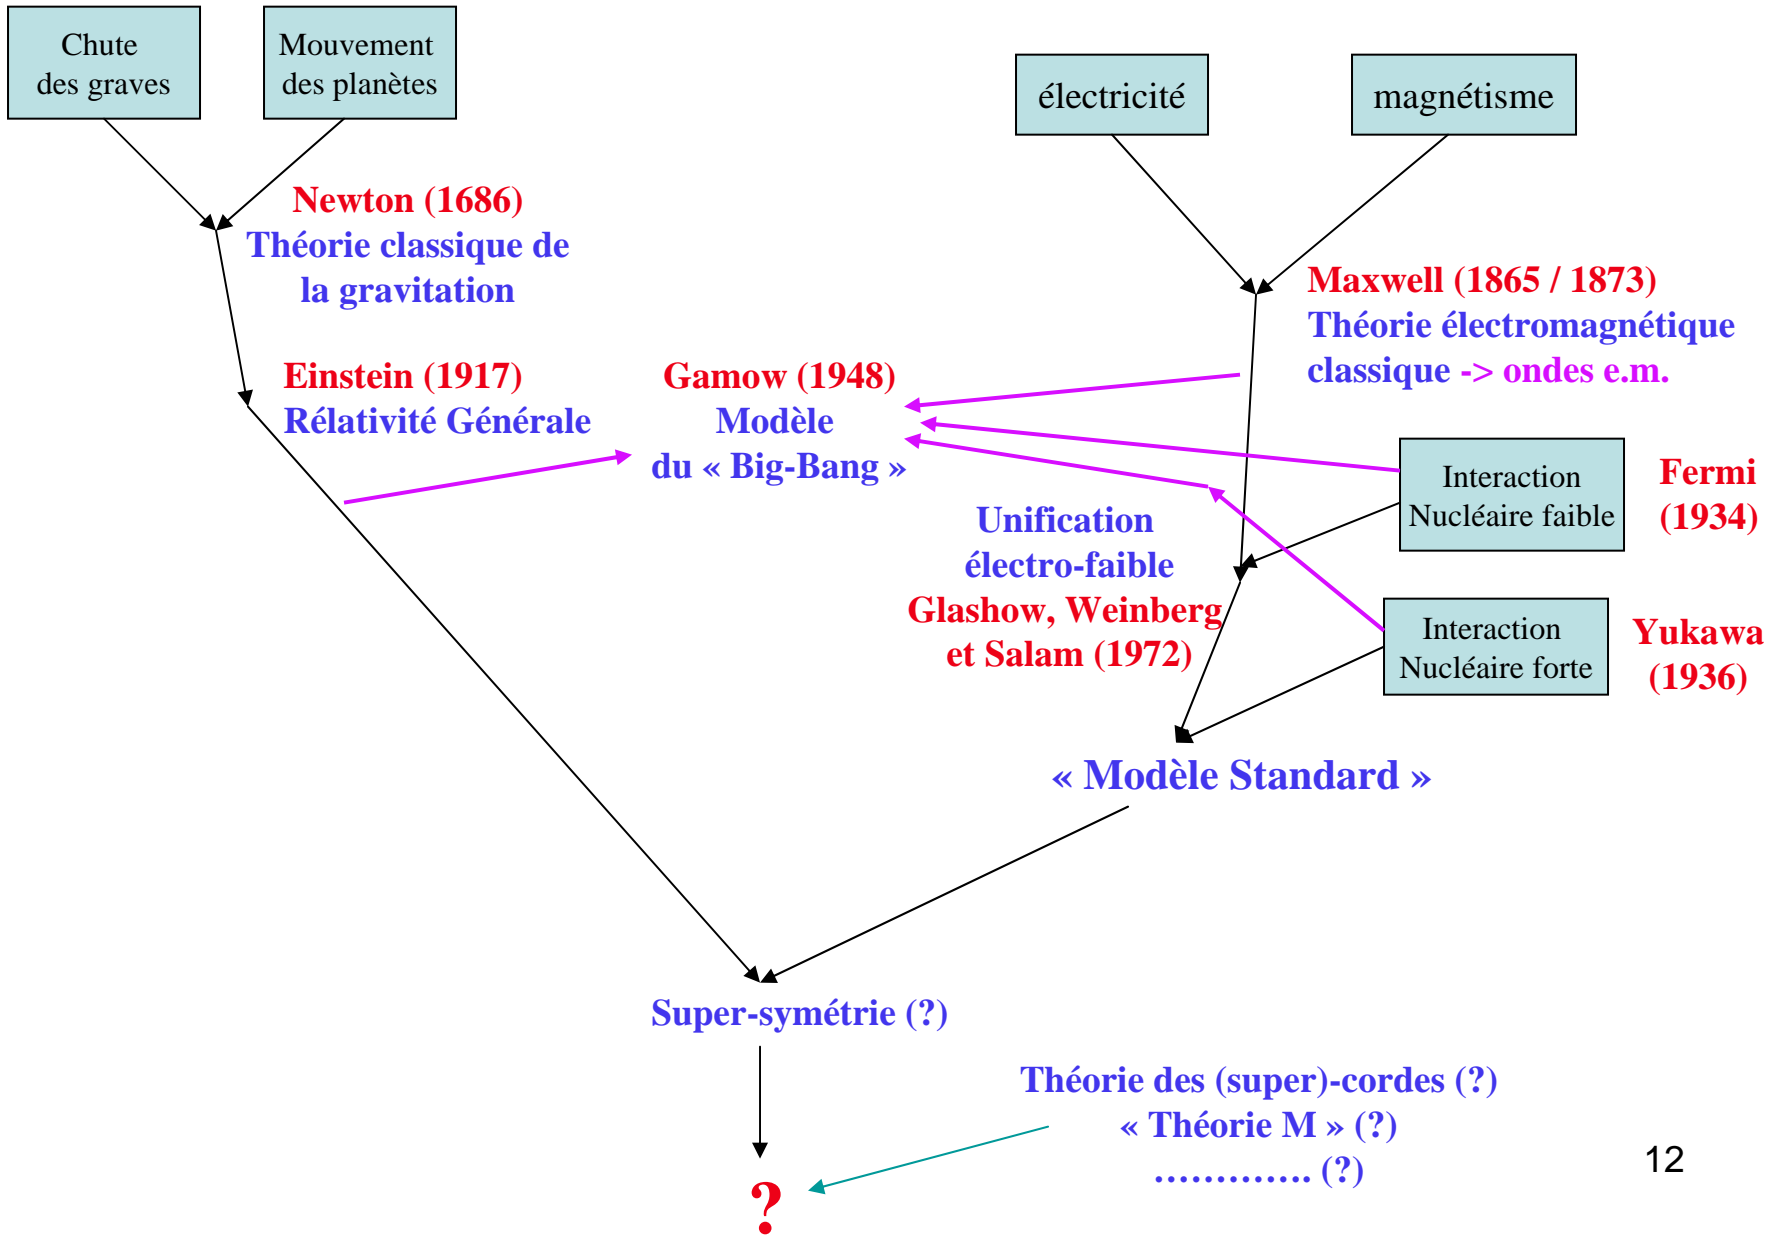 Chute
des graves
Mouvement
des planètes
électricité
magnétisme
Newton (1686)
Théorie classique de
la gravitation
Maxwell (1865 / 1873)
Théorie électromagnétique
classique -> ondes e.m.
Einstein (1917)
Rélativité Générale
Gamow (1948)
Modèle
du « Big-Bang »
Interaction
Nucléaire faible
Fermi
(1934)
Unification
électro-faible
Glashow, Weinberg
et Salam (1972)
Interaction
Nucléaire forte
Yukawa
(1936)
« Modèle Standard »
Super-symétrie (?)
Théorie des (super)-cordes (?)
« Théorie M » (?)
…………. (?)
?
12